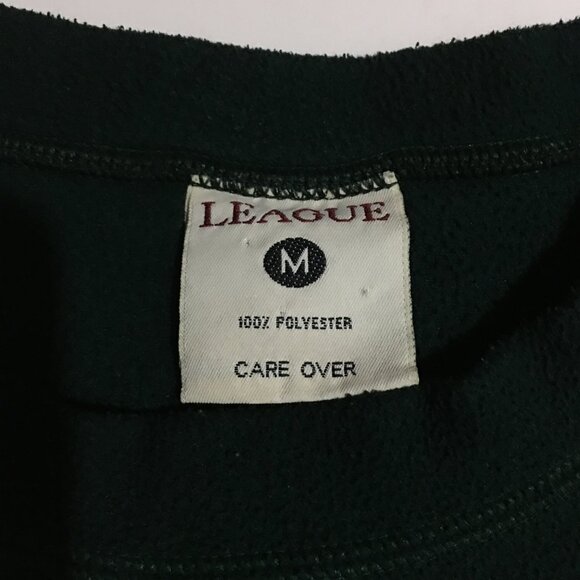 LEAGUE
M
100% POLYESTER
CARE OVER